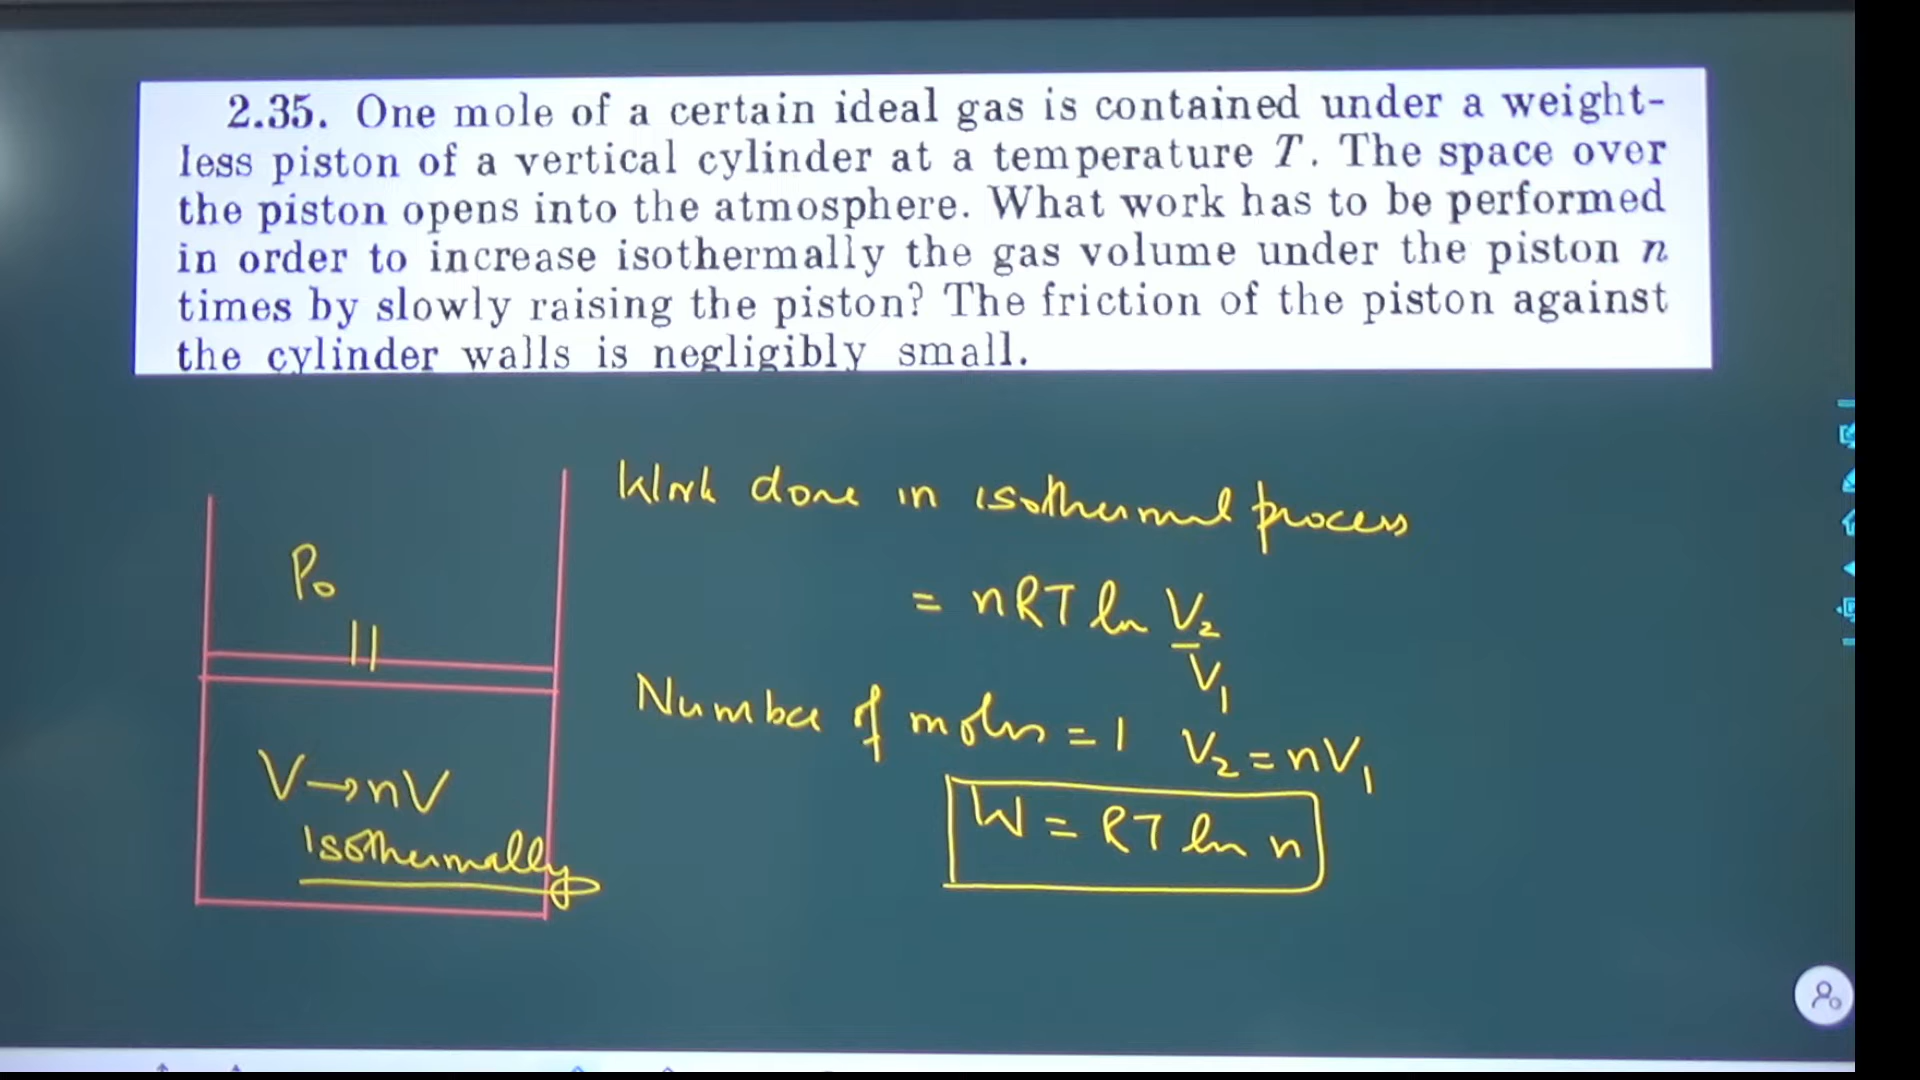 2.35. One mole of a certain ideal gas is contained under a weight-
less piston of a vertical cylinder at a temperature T. The space over
the piston opens into the atmosphere. What work has to be performed
in order to increase isothermally the gas volume under the piston n
times by slowly raising the piston? The friction of the piston against
the cylinder walls is negligibly small.
Work done in isothermal process
= nRT ln V₂/V₁
Number of moles = 1 V₂ = nV₁
W = RT ln n
P₀
V→nV
Isothermally